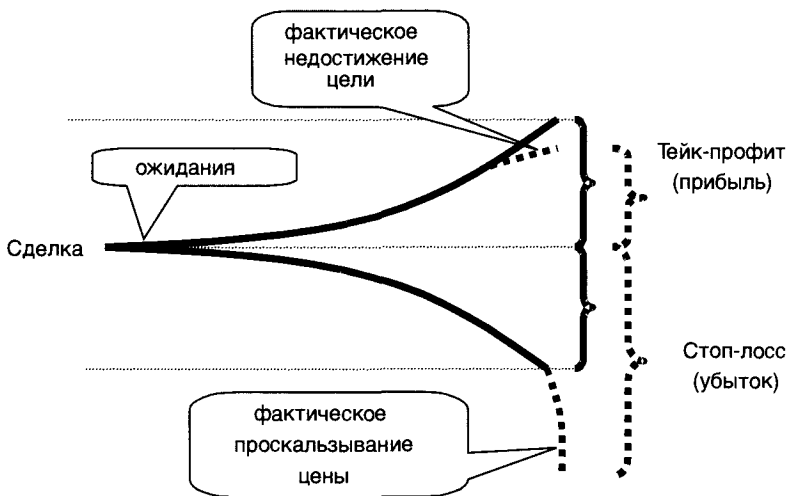 фактическое
недостижение
цели
ожидания
Тейк-профит
(прибыль)
Сделка
Стоп-лосс
(убыток)
фактическое
проскальзывание
цены